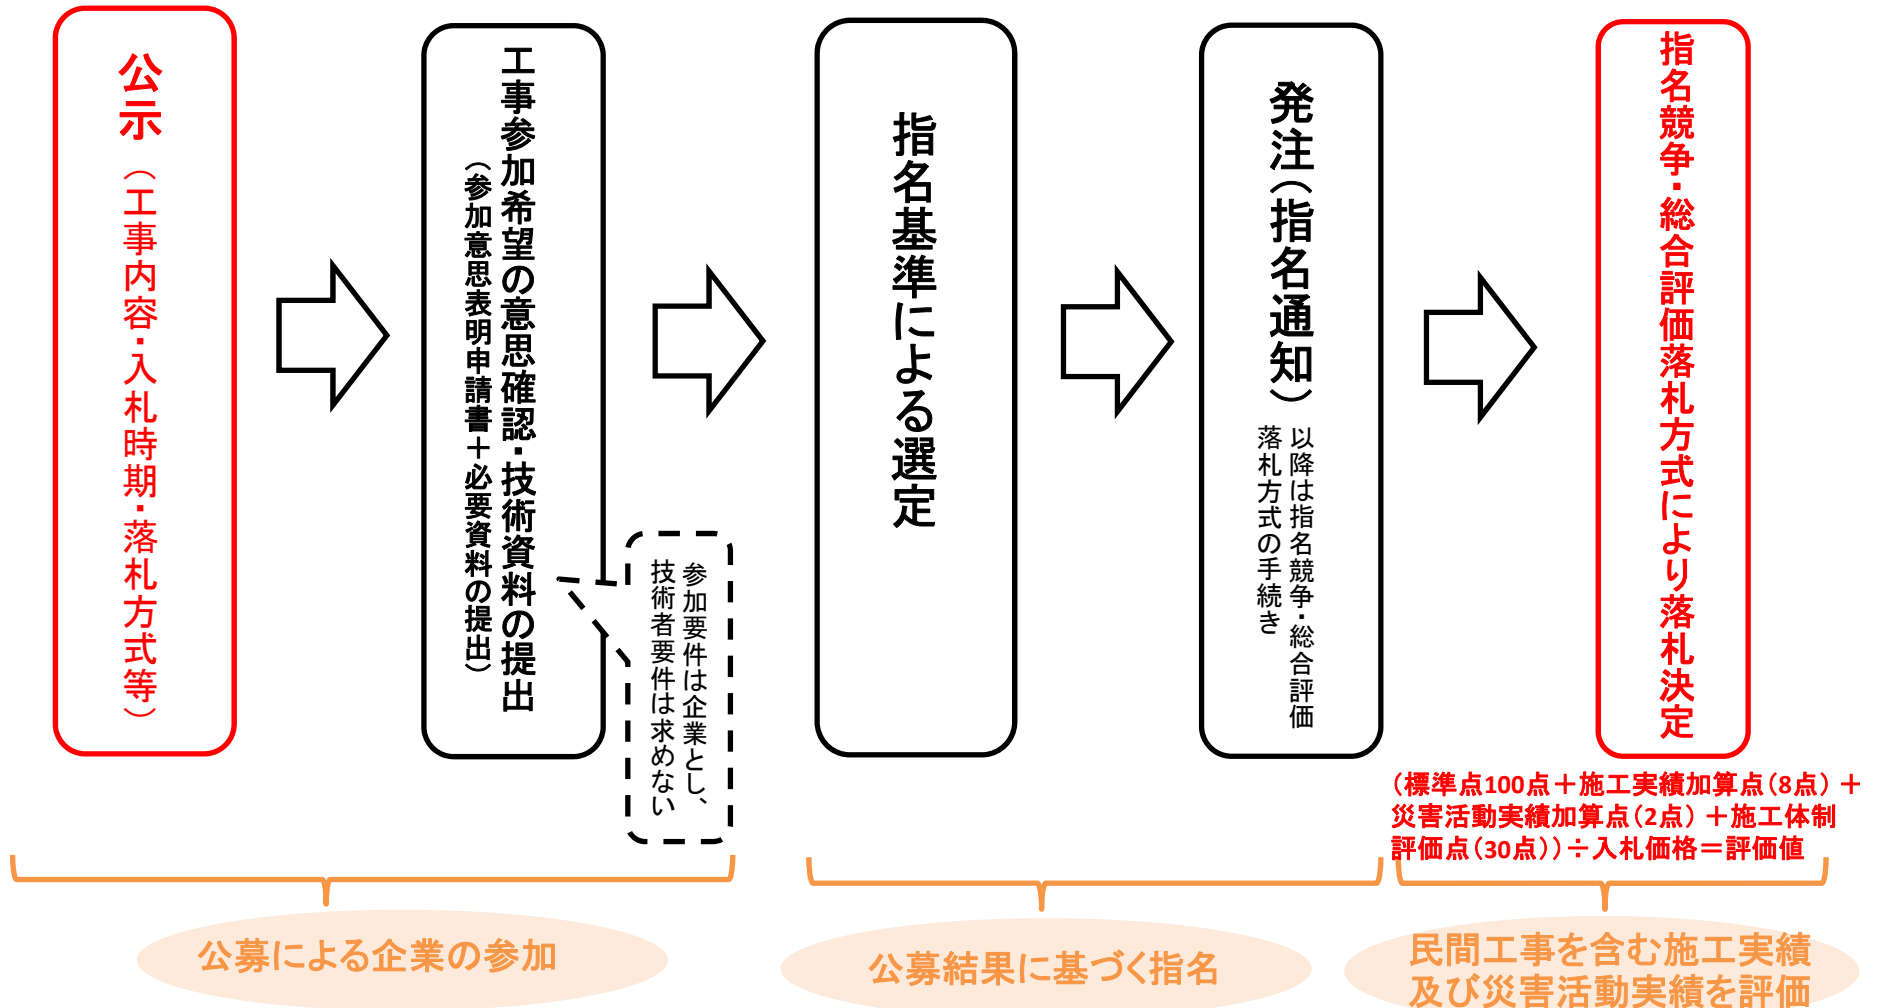 公示（工事内容・入札時期・落札方式等）
工事参加希望の意思確認・技術資料の提出
（参加意思表明申請書＋必要資料の提出）
参加要件は企業とし、
技術者要件は求めない
指名基準による選定
発注（指名通知）
以降は指名競争・総合評価
落札方式の手続き
指名競争・総合評価落札方式により落札決定
（標準点100点＋施工実績加算点（8点）＋
災害活動実績加算点（2点）＋施工体制
評価点（30点））÷入札価格＝評価値
公募による企業の参加
公募結果に基づく指名
民間工事を含む施工実績
及び災害活動実績を評価